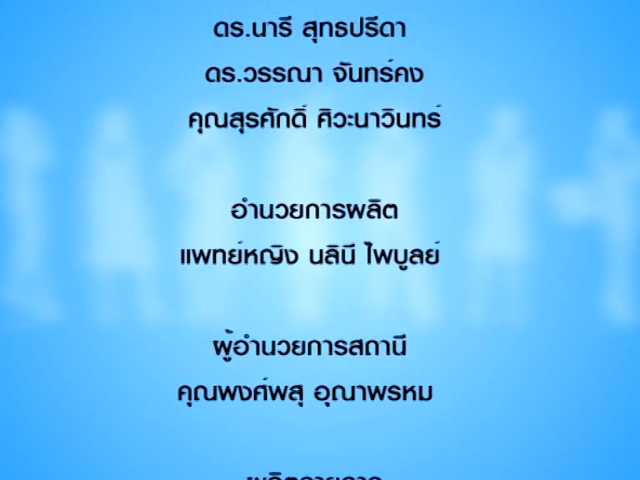 ดร.นารี สุทธปรีดา
ดร.วรรณา จันทร์คง
คุณสุรศักดิ์ ศิวะนาวินทร์
อำนวยการผลิต
แพทย์หญิง นลินี ไพบูลย์
ผู้อำนวยการสถานี
คุณพงศ์พสุ อุณาพรหม